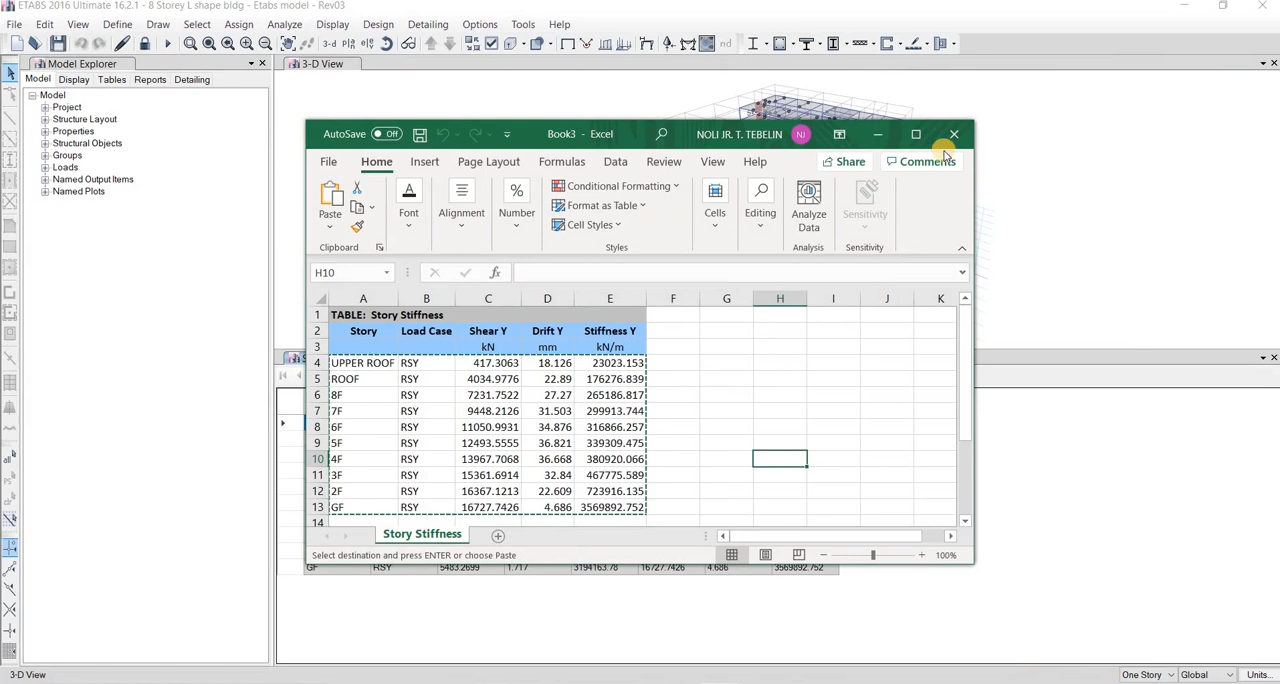 ETABS 2016 Ultimate 16.2.1 - 8 Storey L shape bldg - Etabs model - Rev03
File Edit View Define Draw Select Assign Analyze Display Design Detailing Options Tools Help
3-d nd
Model Explorer
3-D View
Model Display Tables Reports Detailing
Model
Project
Structure Layout
Properties
Structural Objects
Groups
Loads
Named Output Items
Named Plots
AutoSave Off Book3 - Excel NOLI JR. T. TEBELIN NJ
File Home Insert Page Layout Formulas Data Review View Help Share Comments
Paste Font Alignment Number Conditional Formatting Format as Table Cell Styles Cells Editing Analyze Data Sensitivity
Clipboard Styles Analysis Sensitivity
H10 fx
A B C D E F G H I J K
1 TABLE: Story Stiffness
2 Story Load Case Shear Y Drift Y Stiffness Y
3 kN mm kN/m
4 UPPER ROOF RSY 417.3063 18.126 23023.153
5 ROOF RSY 4034.9776 22.89 176276.839
6 8F RSY 7231.7522 27.27 265186.817
7 7F RSY 9448.2126 31.503 299913.744
8 6F RSY 11050.9931 34.876 316866.257
9 5F RSY 12493.5555 36.821 339309.475
10 4F RSY 13967.7068 36.668 380920.066
11 3F RSY 15361.6914 32.84 467775.589
12 2F RSY 16367.1213 22.609 723916.135
13 GF RSY 16727.7426 4.686 3569892.752
14
Story Stiffness
Select destination and press ENTER or choose Paste 100%
GF RSY 5483.2699 1.717 3194163.78 16727.7426 4.686 3569892.752
3-D View One Story Global Units...